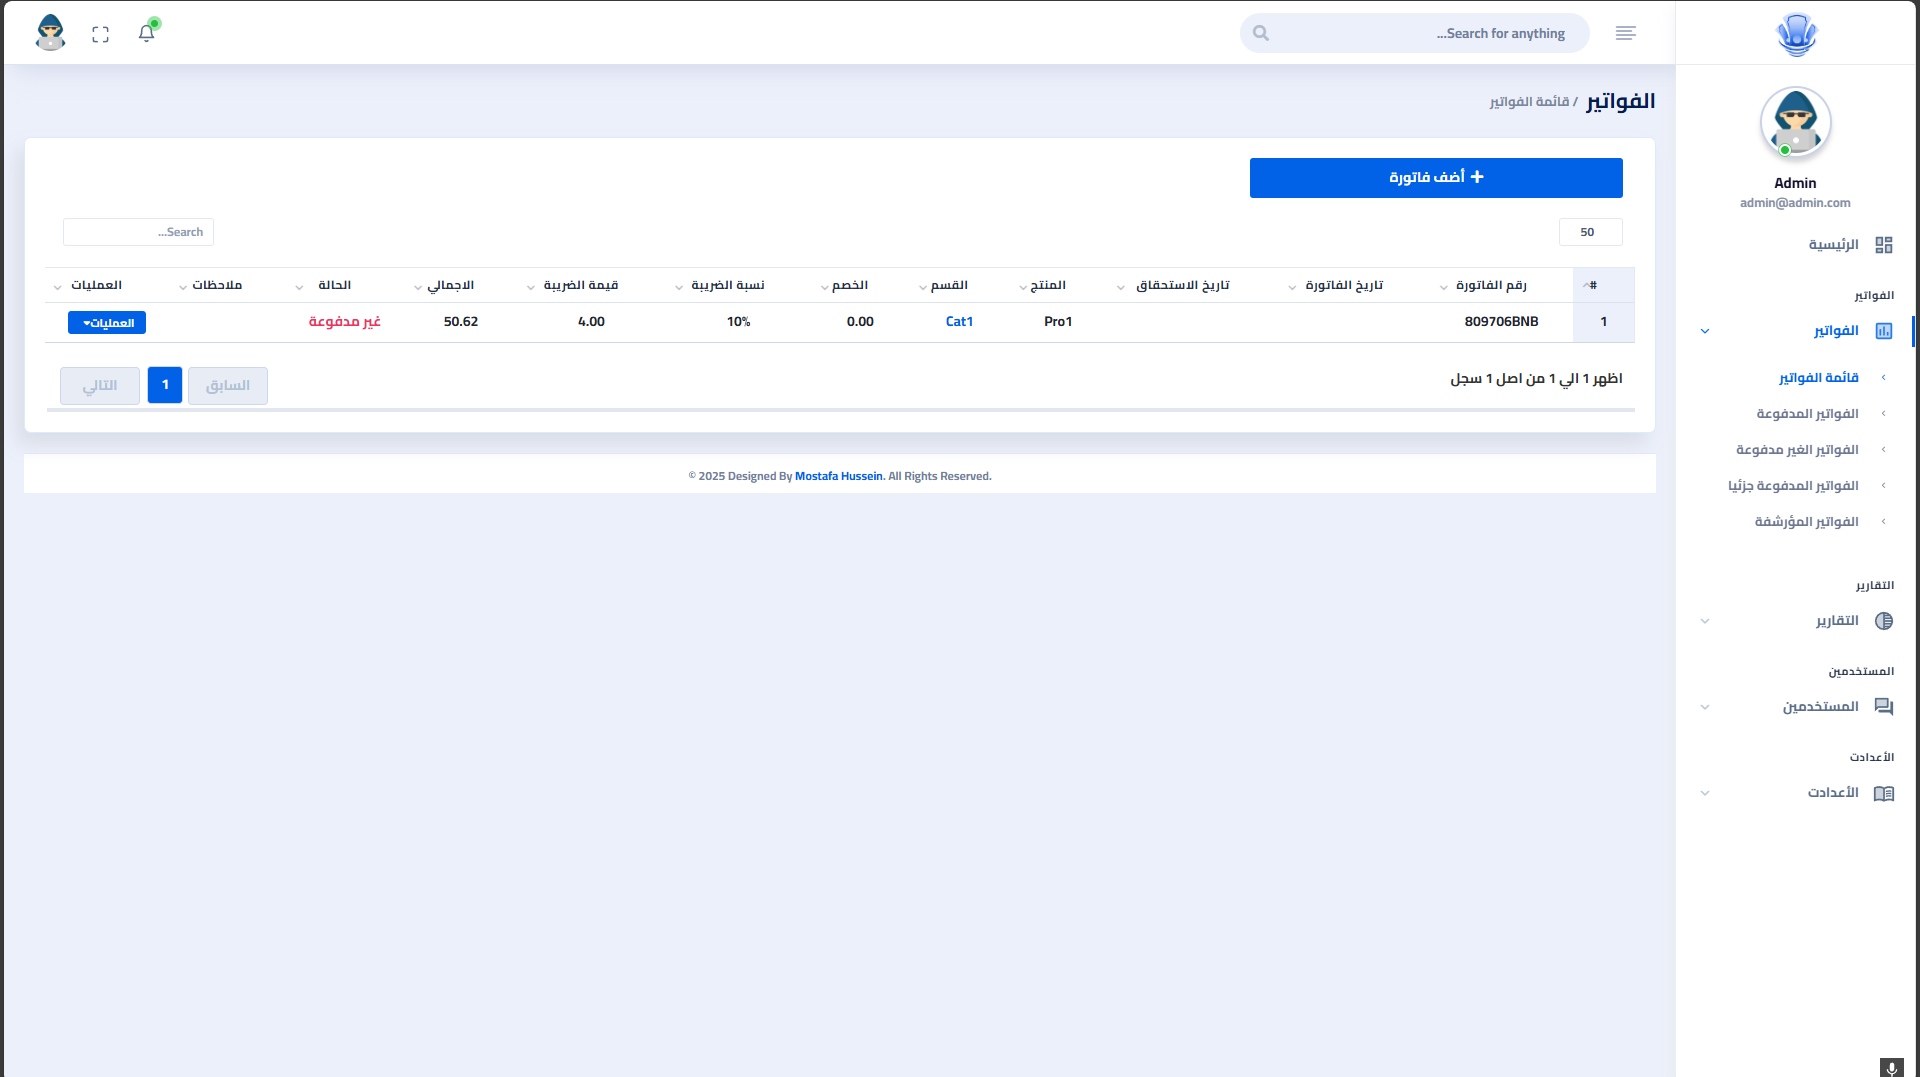 Search for anything...
الفواتير / قائمة الفواتير
أضف فاتورة
50
Search...
# رقم الفاتورة تاريخ الفاتورة تاريخ الاستحقاق المنتج القسم الخصم نسبة الضريبة قيمة الضريبة الاجمالي الحالة ملاحظات العمليات
1 809706BNB Pro1 Cat1 0.00 10% 4.00 50.62 غير مدفوعة العمليات
اظهر 1 الي 1 من اصل 1 سجل
السابق 1 التالي
© 2025 Designed By Mostafa Hussein. All Rights Reserved.
Admin
admin@admin.com
الرئيسية
الفواتير
الفواتير
قائمة الفواتير
الفواتير المدفوعة
الفواتير الغير مدفوعة
الفواتير المدفوعة جزئيا
الفواتير المؤرشفة
التقارير
التقارير
المستخدمين
المستخدمين
الأعدادت
الأعدادت